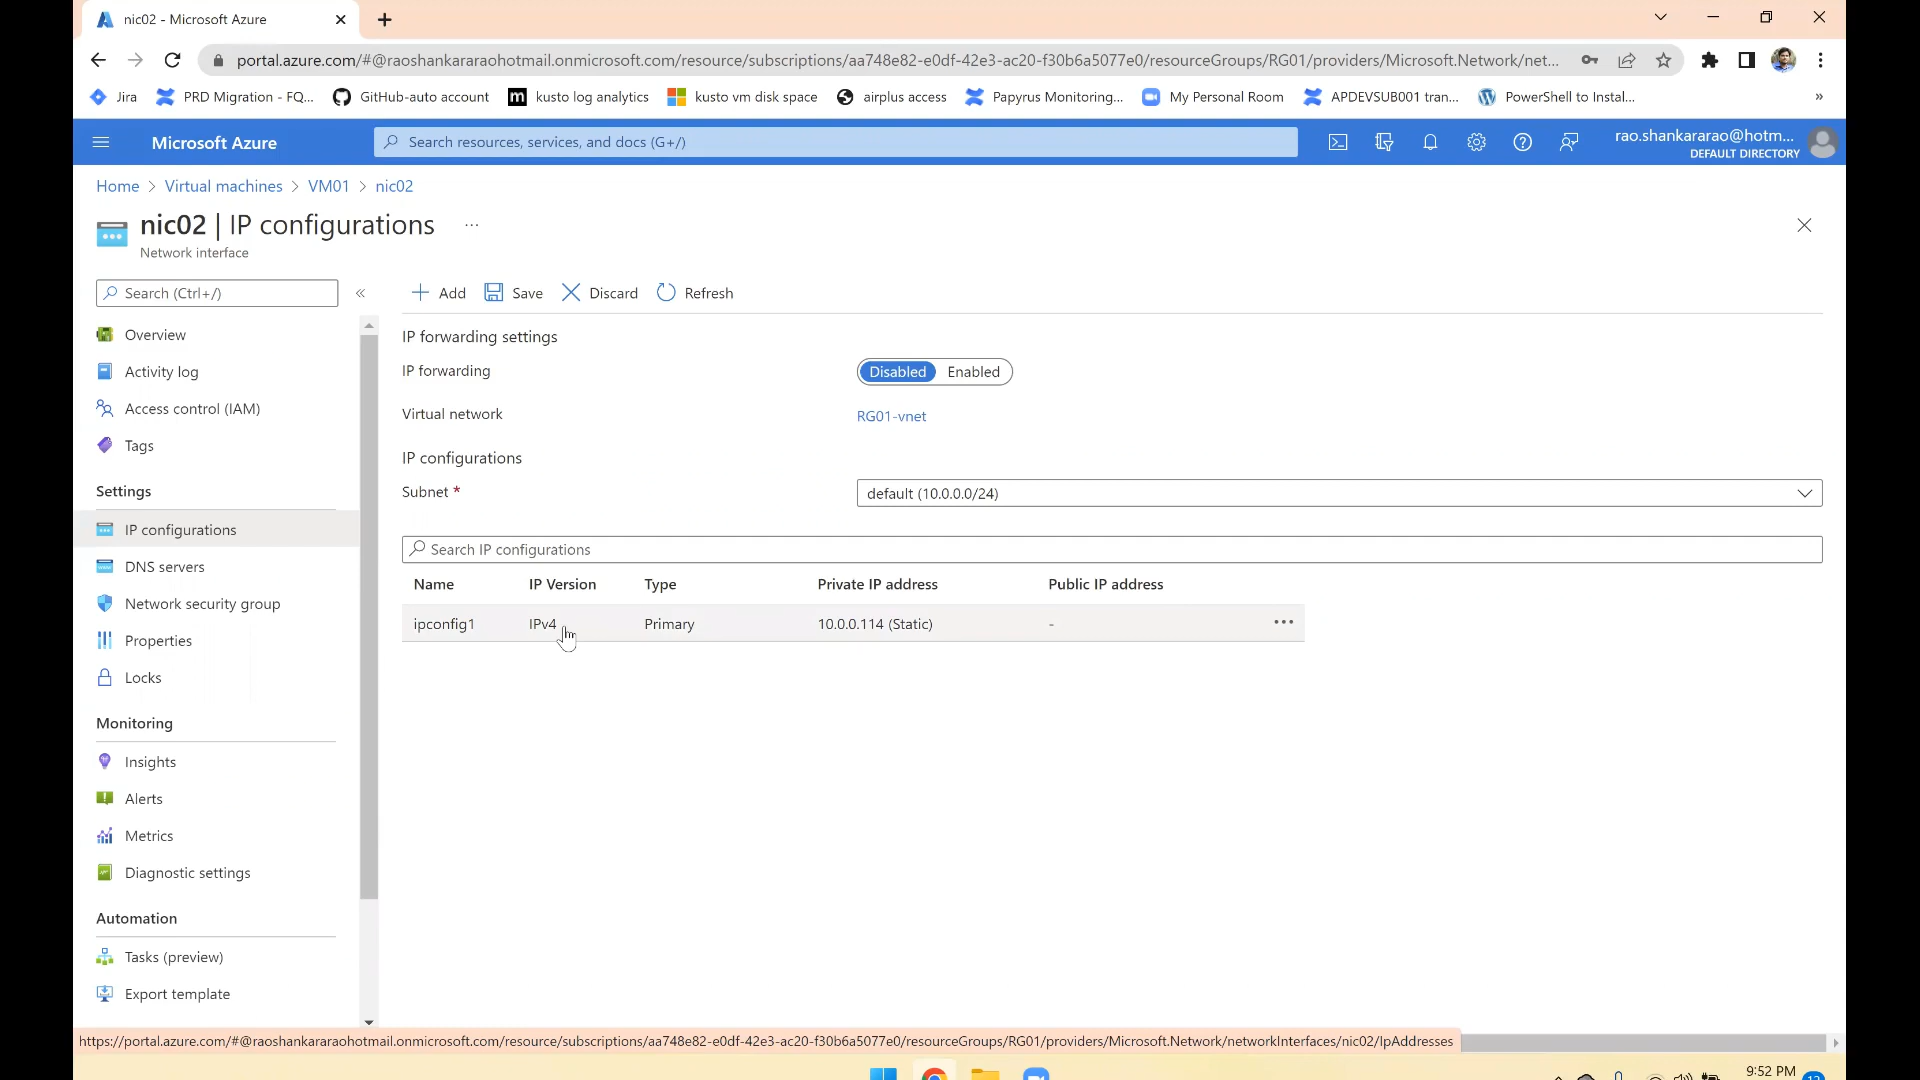 nic02 - Microsoft Azure
portal.azure.com/#@raoshankararaohotmail.onmicrosoft.com/resource/subscriptions/aa748e82-e0df-42e3-ac20-f30b6a5077e0/resourceGroups/RG01/providers/Microsoft.Network/net...
Jira PRD Migration - FQ... GitHub-auto account kusto log analytics kusto vm disk space airplus access Papyrus Monitoring... My Personal Room APDEVSUB001 tran... PowerShell to Instal... »
Microsoft Azure Search resources, services, and docs (G+/) rao.shankararao@hotm...
DEFAULT DIRECTORY
Home > Virtual machines > VM01 > nic02
nic02 | IP configurations ...
Network interface
Search (Ctrl+/) «
Add Save Discard Refresh
Overview
Activity log
Access control (IAM)
Tags
Settings
IP configurations
DNS servers
Network security group
Properties
Locks
Monitoring
Insights
Alerts
Metrics
Diagnostic settings
Automation
Tasks (preview)
Export template
IP forwarding settings
IP forwarding Disabled Enabled
Virtual network RG01-vnet
IP configurations
Subnet * default (10.0.0.0/24)
Search IP configurations
Name IP Version Type Private IP address Public IP address
ipconfig1 IPv4 Primary 10.0.0.114 (Static) - ...
https://portal.azure.com/#@raoshankararaohotmail.onmicrosoft.com/resource/subscriptions/aa748e82-e0df-42e3-ac20-f30b6a5077e0/resourceGroups/RG01/providers/Microsoft.Network/networkInterfaces/nic02/IpAddresses
9:52 PM